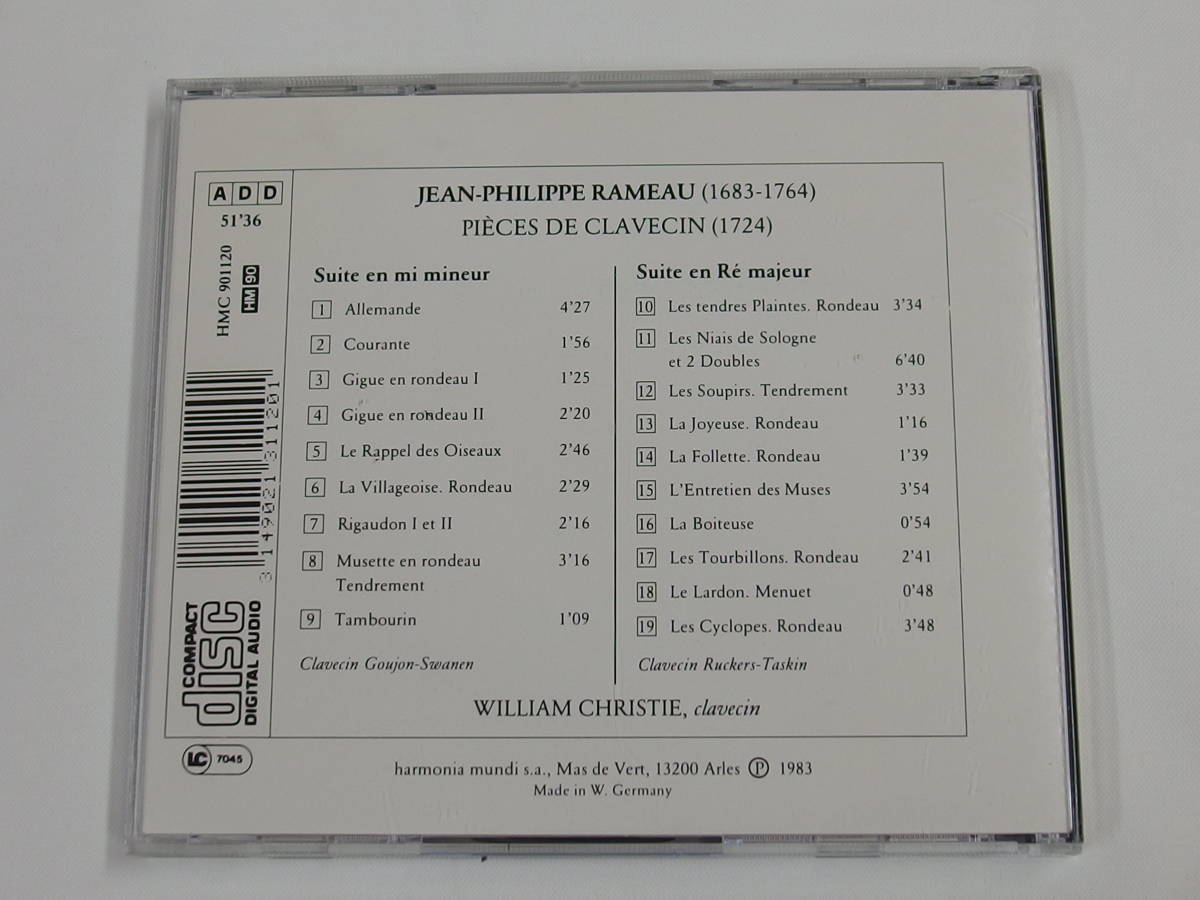 ADD
51'36
HMC 901120
HM 90
3 149021 311201
COMPACT
disc
DIGITAL AUDIO
JEAN-PHILIPPE RAMEAU (1683-1764)
PIÈCES DE CLAVECIN (1724)
Suite en mi mineur
1 Allemande 4'27
2 Courante 1'56
3 Gigue en rondeau I 1'25
4 Gigue en rondeau II 2'20
5 Le Rappel des Oiseaux 2'46
6 La Villageoise. Rondeau 2'29
7 Rigaudon I et II 2'16
8 Musette en rondeau 3'16
Tendrement
9 Tambourin 1'09
Clavecin Goujon-Swanen
Suite en Ré majeur
10 Les tendres Plaintes. Rondeau 3'34
11 Les Niais de Sologne
et 2 Doubles 6'40
12 Les Soupirs. Tendrement 3'33
13 La Joyeuse. Rondeau 1'16
14 La Follette. Rondeau 1'39
15 L'Entretien des Muses 3'54
16 La Boiteuse 0'54
17 Les Tourbillons. Rondeau 2'41
18 Le Lardon. Menuet 0'48
19 Les Cyclopes. Rondeau 3'48
Clavecin Ruckers-Taskin
WILLIAM CHRISTIE, clavecin
LC 7045
harmonia mundi s.a., Mas de Vert, 13200 Arles Ⓟ 1983
Made in W. Germany